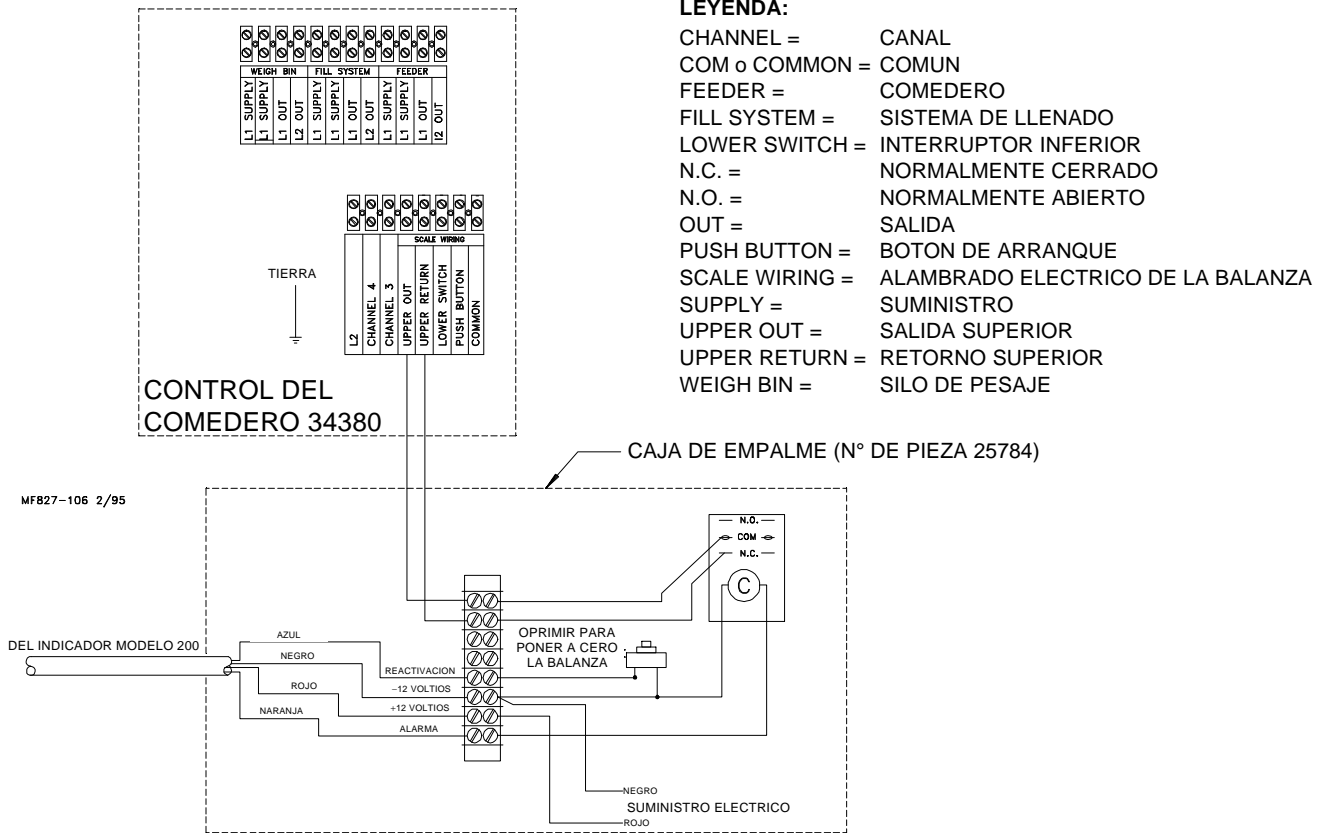 LEYENDA:
CHANNEL = CANAL
COM o COMMON = COMUN
FEEDER = COMEDERO
FILL SYSTEM = SISTEMA DE LLENADO
LOWER SWITCH = INTERRUPTOR INFERIOR
N.C. = NORMALMENTE CERRADO
N.O. = NORMALMENTE ABIERTO
OUT = SALIDA
PUSH BUTTON = BOTON DE ARRANQUE
SCALE WIRING = ALAMBRADO ELECTRICO DE LA BALANZA
SUPPLY = SUMINISTRO
UPPER OUT = SALIDA SUPERIOR
UPPER RETURN = RETORNO SUPERIOR
WEIGH BIN = SILO DE PESAJE
WEIGH BIN FILL SYSTEM FEEDER
L1 SUPPLY
L1 SUPPLY
L1 OUT
L2 OUT
L1 SUPPLY
L1 SUPPLY
L1 OUT
L2 OUT
L1 SUPPLY
L1 SUPPLY
L1 OUT
l2 OUT
SCALE WIRING
L2
CHANNEL 4
CHANNEL 3
UPPER OUT
UPPER RETURN
LOWER SWITCH
PUSH BUTTON
COMMON
TIERRA
CONTROL DEL
COMEDERO 34380
CAJA DE EMPALME (N° DE PIEZA 25784)
MF827-106 2/95
N.O.
COM
N.C.
C
OPRIMIR PARA
PONER A CERO
LA BALANZA
DEL INDICADOR MODELO 200
AZUL
NEGRO
ROJO
NARANJA
REACTIVACION
–12 VOLTIOS
+12 VOLTIOS
ALARMA
NEGRO
SUMINISTRO ELECTRICO
ROJO